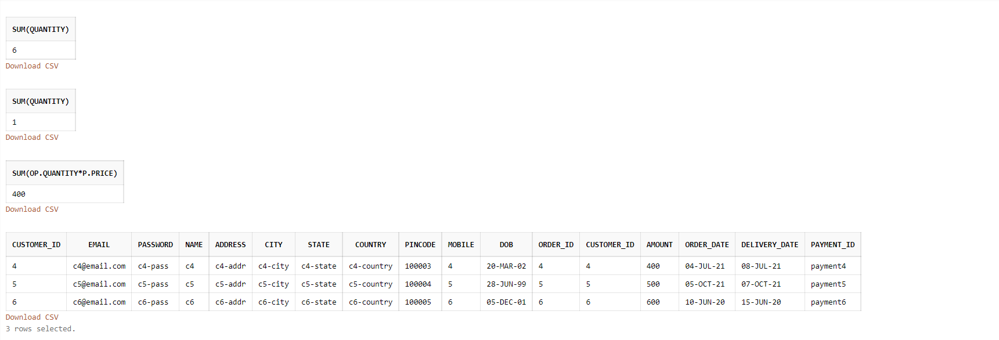 SUM(QUANTITY)
6
Download CSV
SUM(QUANTITY)
1
Download CSV
SUM(OP.QUANTITY*P.PRICE)
400
Download CSV
CUSTOMER_ID EMAIL PASSWORD NAME ADDRESS CITY STATE COUNTRY PINCODE MOBILE DOB ORDER_ID CUSTOMER_ID AMOUNT ORDER_DATE DELIVERY_DATE PAYMENT_ID
4 c4@email.com c4-pass c4 c4-addr c4-city c4-state c4-country 100003 4 20-MAR-02 4 4 400 04-JUL-21 08-JUL-21 payment4
5 c5@email.com c5-pass c5 c5-addr c5-city c5-state c5-country 100004 5 28-JUN-99 5 5 500 05-OCT-21 07-OCT-21 payment5
6 c6@email.com c6-pass c6 c6-addr c6-city c6-state c6-country 100005 6 05-DEC-01 6 6 600 10-JUN-20 15-JUN-20 payment6
Download CSV
3 rows selected.